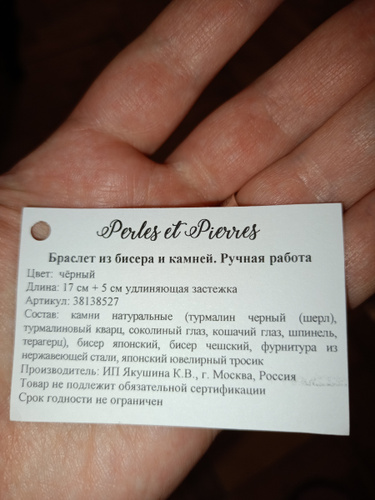 Perles et Pierres
Браслет из бисера и камней. Ручная работа
Цвет: чёрный
Длина: 17 см + 5 см удлиняющая застежка
Артикул: 38138527
Состав: камни натуральные (турмалин черный (шерл),
турмалиновый кварц, соколиный глаз, кошачий глаз, шпинель,
терагерц), бисер японский, бисер чешский, фурнитура из
нержавеющей стали, японский ювелирный тросик
Производитель: ИП Якушина К.В., г. Москва, Россия
Товар не подлежит обязательной сертификации
Срок годности не ограничен